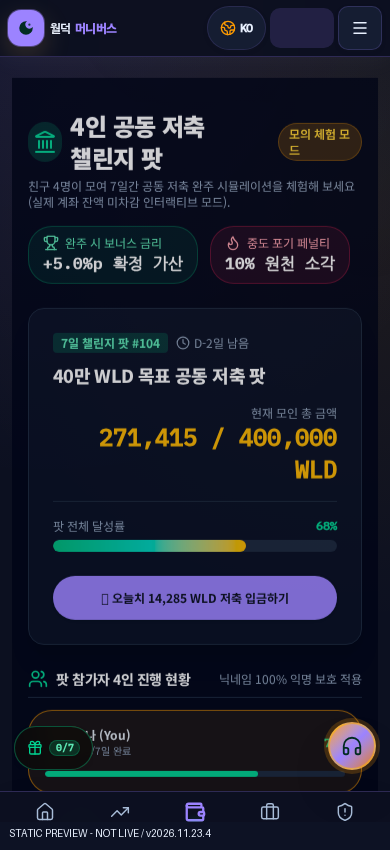 월덕 머니버스
KO
4인 공동 저축
챌린지 팟
모의 체험 모
드
친구 4명이 모여 7일간 공동 저축 완주 시뮬레이션을 체험해 보세요
(실제 계좌 잔액 미차감 인터랙티브 모드).
완주 시 보너스 금리
+5.0%p 확정 가산
중도 포기 페널티
10% 원천 소각
7일 챌린지 팟 #104
D-2일 남음
40만 WLD 목표 공동 저축 팟
현재 모인 총 금액
271,415 / 400,000
WLD
팟 전체 달성률
68%
오늘치 14,285 WLD 저축 입금하기
팟 참가자 4인 진행 현황
닉네임 100% 익명 보호 적용
(You)
7일 완료
0/7
STATIC PREVIEW - NOT LIVE / v2026.11.23.4